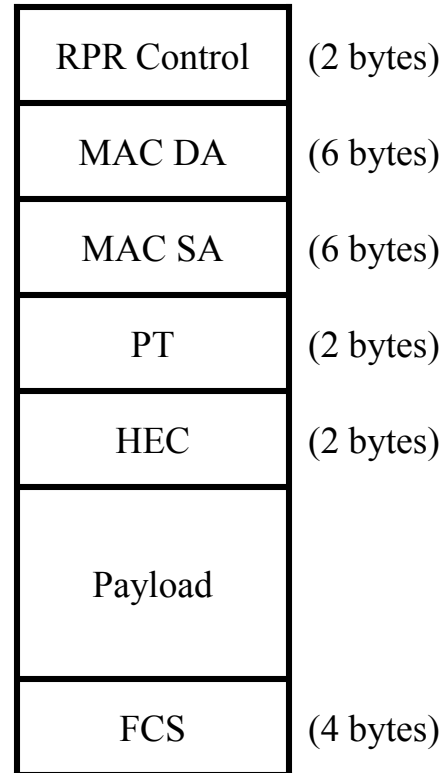 RPR Control (2 bytes)
MAC DA (6 bytes)
MAC SA (6 bytes)
PT (2 bytes)
HEC (2 bytes)
Payload
FCS (4 bytes)